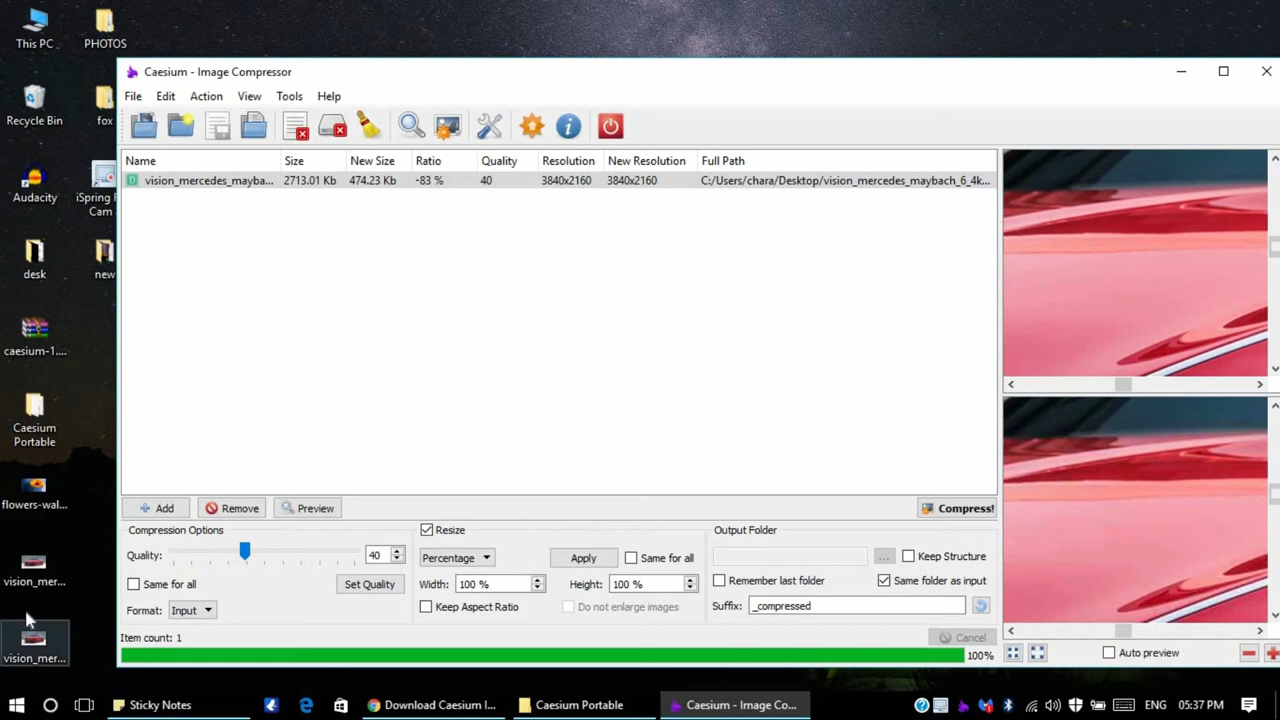 This PC
PHOTOS
Recycle Bin
fox
Audacity
iSpring
Cam
desk
new
caesium-1....
Caesium
Portable
flowers-wal...
vision_mer...
vision_mer...
Caesium - Image Compressor
File Edit Action View Tools Help
Name Size New Size Ratio Quality Resolution New Resolution Full Path
D vision_mercedes_mayba... 2713.01 Kb 474.23 Kb -83 % 40 3840x2160 3840x2160 C:/Users/chara/Desktop/vision_mercedes_maybach_6_4k...
Add Remove Preview Compress!
Compression Options
Quality: 40
Same for all Set Quality
Format: Input
Resize
Percentage Apply Same for all
Width: 100 % Height: 100 %
Keep Aspect Ratio Do not enlarge images
Output Folder
... Keep Structure
Remember last folder Same folder as input
Suffix: _compressed
Item count: 1 Cancel
100%
Auto preview
Sticky Notes Download Caesium I... Caesium Portable Caesium - Image Co... ENG 05:37 PM